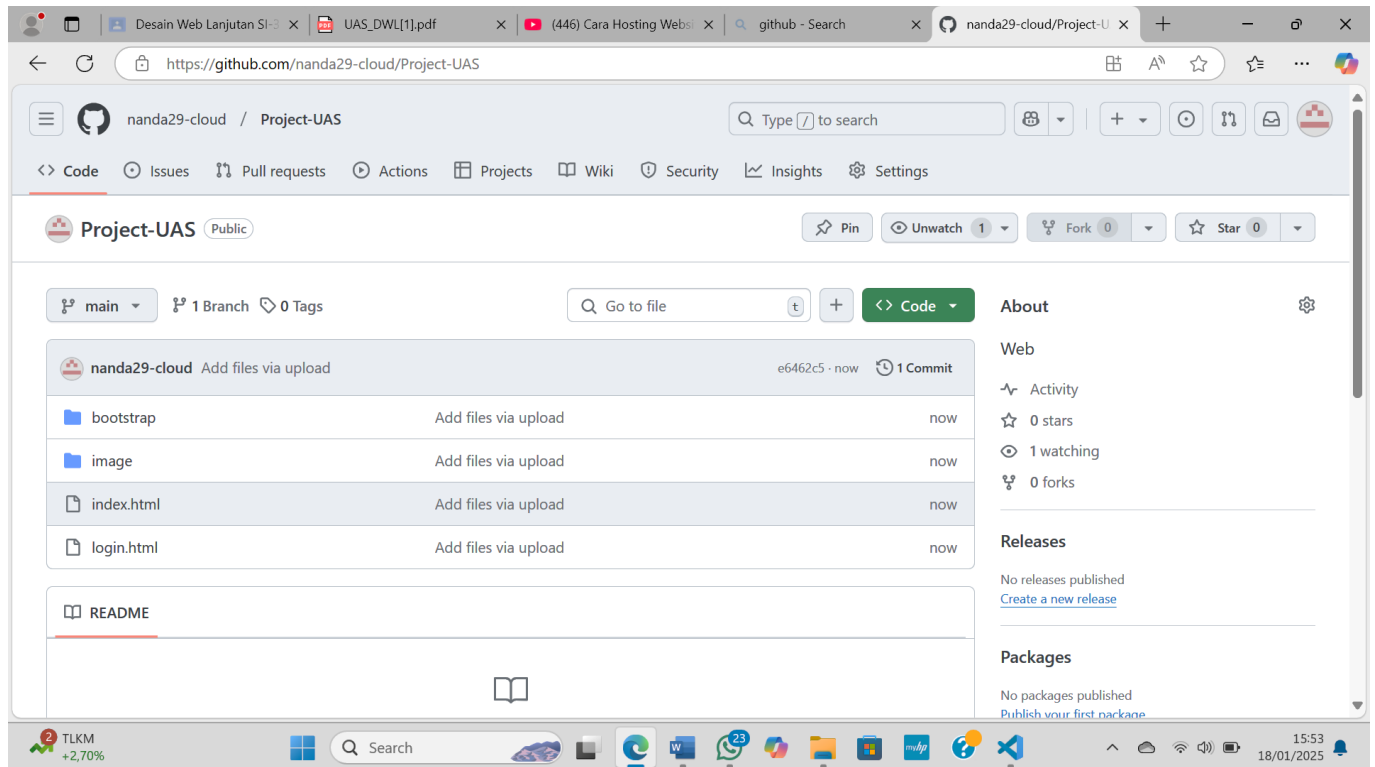 Desain Web Lanjutan SI-3
UAS_DWL[1].pdf
(446) Cara Hosting Websi
github - Search
nanda29-cloud/Project-U
https://github.com/nanda29-cloud/Project-UAS
nanda29-cloud / Project-UAS
Type / to search
Code
Issues
Pull requests
Actions
Projects
Wiki
Security
Insights
Settings
Project-UAS Public
Pin
Unwatch 1
Fork 0
Star 0
main
1 Branch
0 Tags
Go to file t
Code
About
Web
nanda29-cloud Add files via upload e6462c5 · now 1 Commit
bootstrap Add files via upload now
image Add files via upload now
index.html Add files via upload now
login.html Add files via upload now
Activity
0 stars
1 watching
0 forks
README
Releases
No releases published
Create a new release
Packages
No packages published
Publish your first package
2
TLKM
+2,70%
Search
23
myhp
15:53
18/01/2025